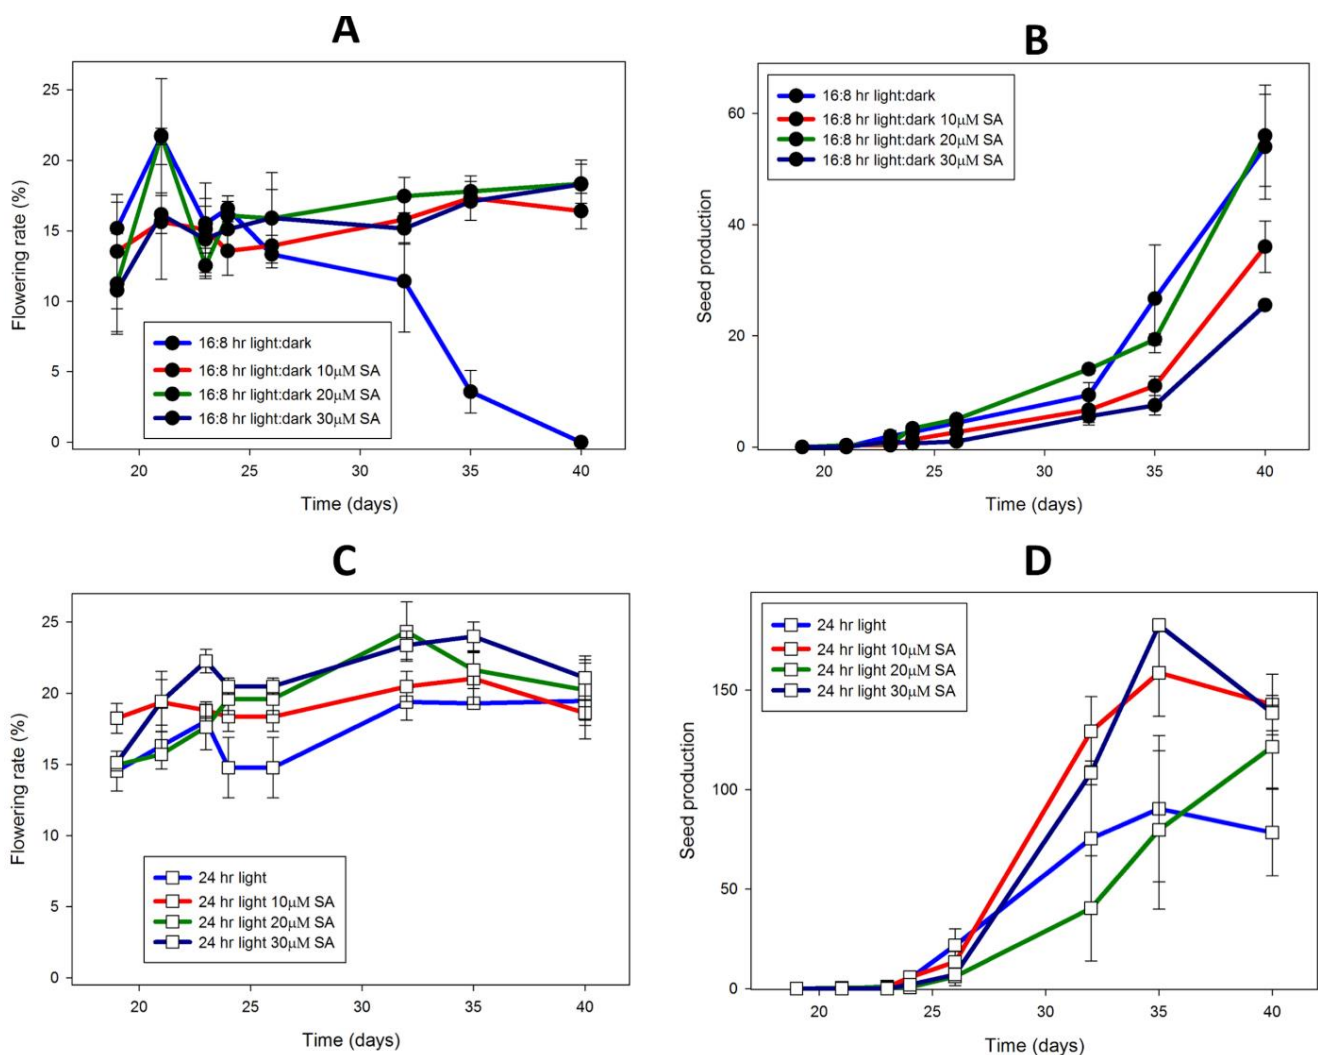 A
Flowering rate (%)
25
20
15
10
5
0
16:8 hr light:dark
16:8 hr light:dark 10μM SA
16:8 hr light:dark 20μM SA
16:8 hr light:dark 30μM SA
20 25 30 35 40
Time (days)
B
Seed production
60
40
20
0
16:8 hr light:dark
16:8 hr light:dark 10μM SA
16:8 hr light:dark 20μM SA
16:8 hr light:dark 30μM SA
20 25 30 35 40
Time (days)
C
Flowering rate (%)
25
20
15
10
5
0
24 hr light
24 hr light 10μM SA
24 hr light 20μM SA
24 hr light 30μM SA
20 25 30 35 40
Time (days)
D
Seed production
150
100
50
0
24 hr light
24 hr light 10μM SA
24 hr light 20μM SA
24 hr light 30μM SA
20 25 30 35 40
Time (days)